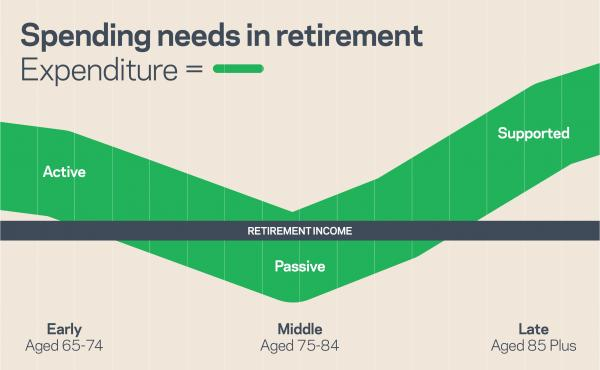 Spending needs in retirement
Expenditure =
Supported
Active
RETIREMENT INCOME
Passive
Early
Aged 65-74
Middle
Aged 75-84
Late
Aged 85 Plus